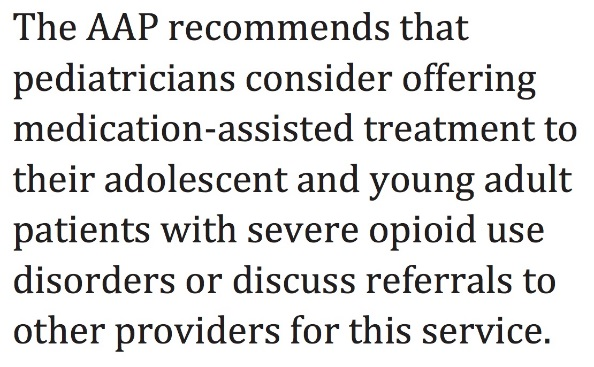 The AAP recommends that
pediatricians consider offering
medication-assisted treatment to
their adolescent and young adult
patients with severe opioid use
disorders or discuss referrals to
other providers for this service.